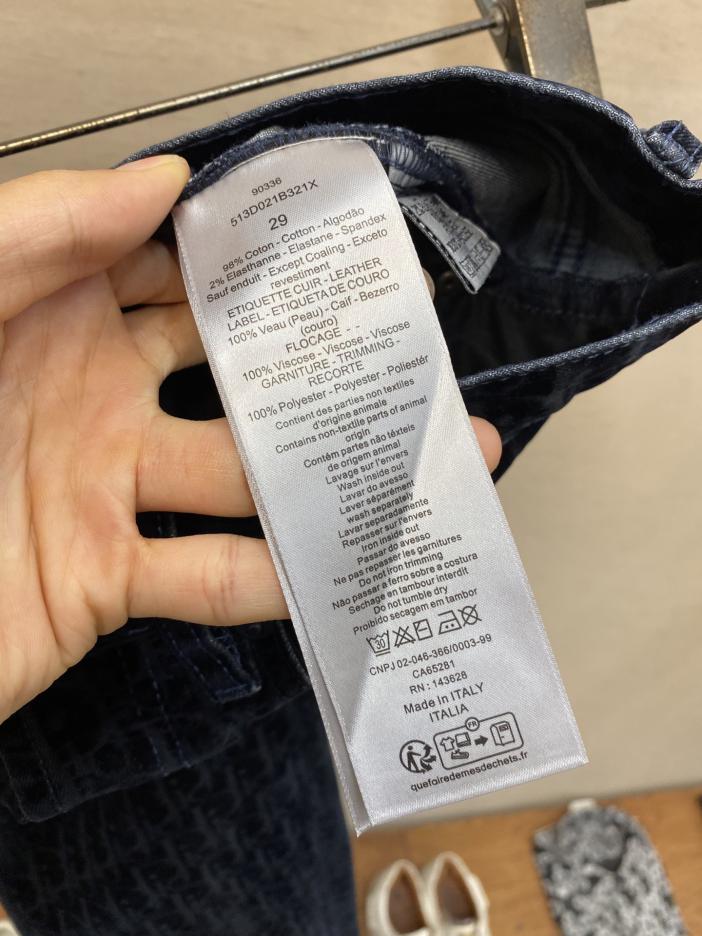 90336
513D021B321X
29
98% Coton - Cotton - Algodão
2% Elasthanne - Elastane - Spandex
Sauf enduit - Except Coaling - Exceto
revestiment
ETIQUETTE CUIR - LEATHER
LABEL - ETIQUETA DE COURO
100% Veau (Peau) - Calf - Bezerro
(couro)
FLOCAGE - -
100% Viscose - Viscose - Viscose
GARNITURE - TRIMMING -
RECORTE
100% Polyester - Polyester - Poliestér
Contient des parties non textiles
d'origine animale
Contains non-textile parts of animal
origin
Contém partes não têxteis
de origem animal
Lavage sur l'envers
Wash inside out
Lavar do avesso
Laver séparément
wash separately
Lavar separadamente
Repasser sur l'envers
Iron inside out
Passar do avesso
Ne pas repasser les garnitures
Do not iron trimming
Não passar a ferro sobre a costura
Sechage en tambour interdit
Do not tumble dry
Proibido secagem em tambor
30
CNPJ 02-046-366/0003-99
CA65281
RN : 143628
Made In ITALY
ITALIA
FR
quefairedemesdechets.fr